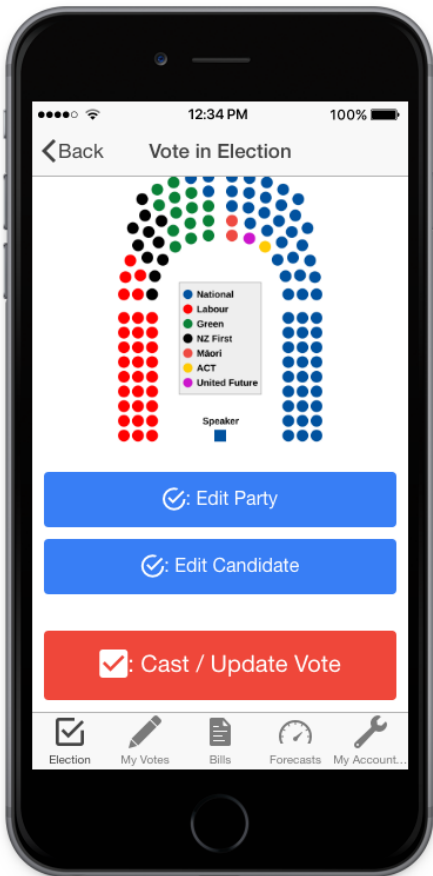 12:34 PM 100%
Back Vote in Election
National
Labour
Green
NZ First
Māori
ACT
United Future
Speaker
: Edit Party
: Edit Candidate
: Cast / Update Vote
Election My Votes Bills Forecasts My Account...